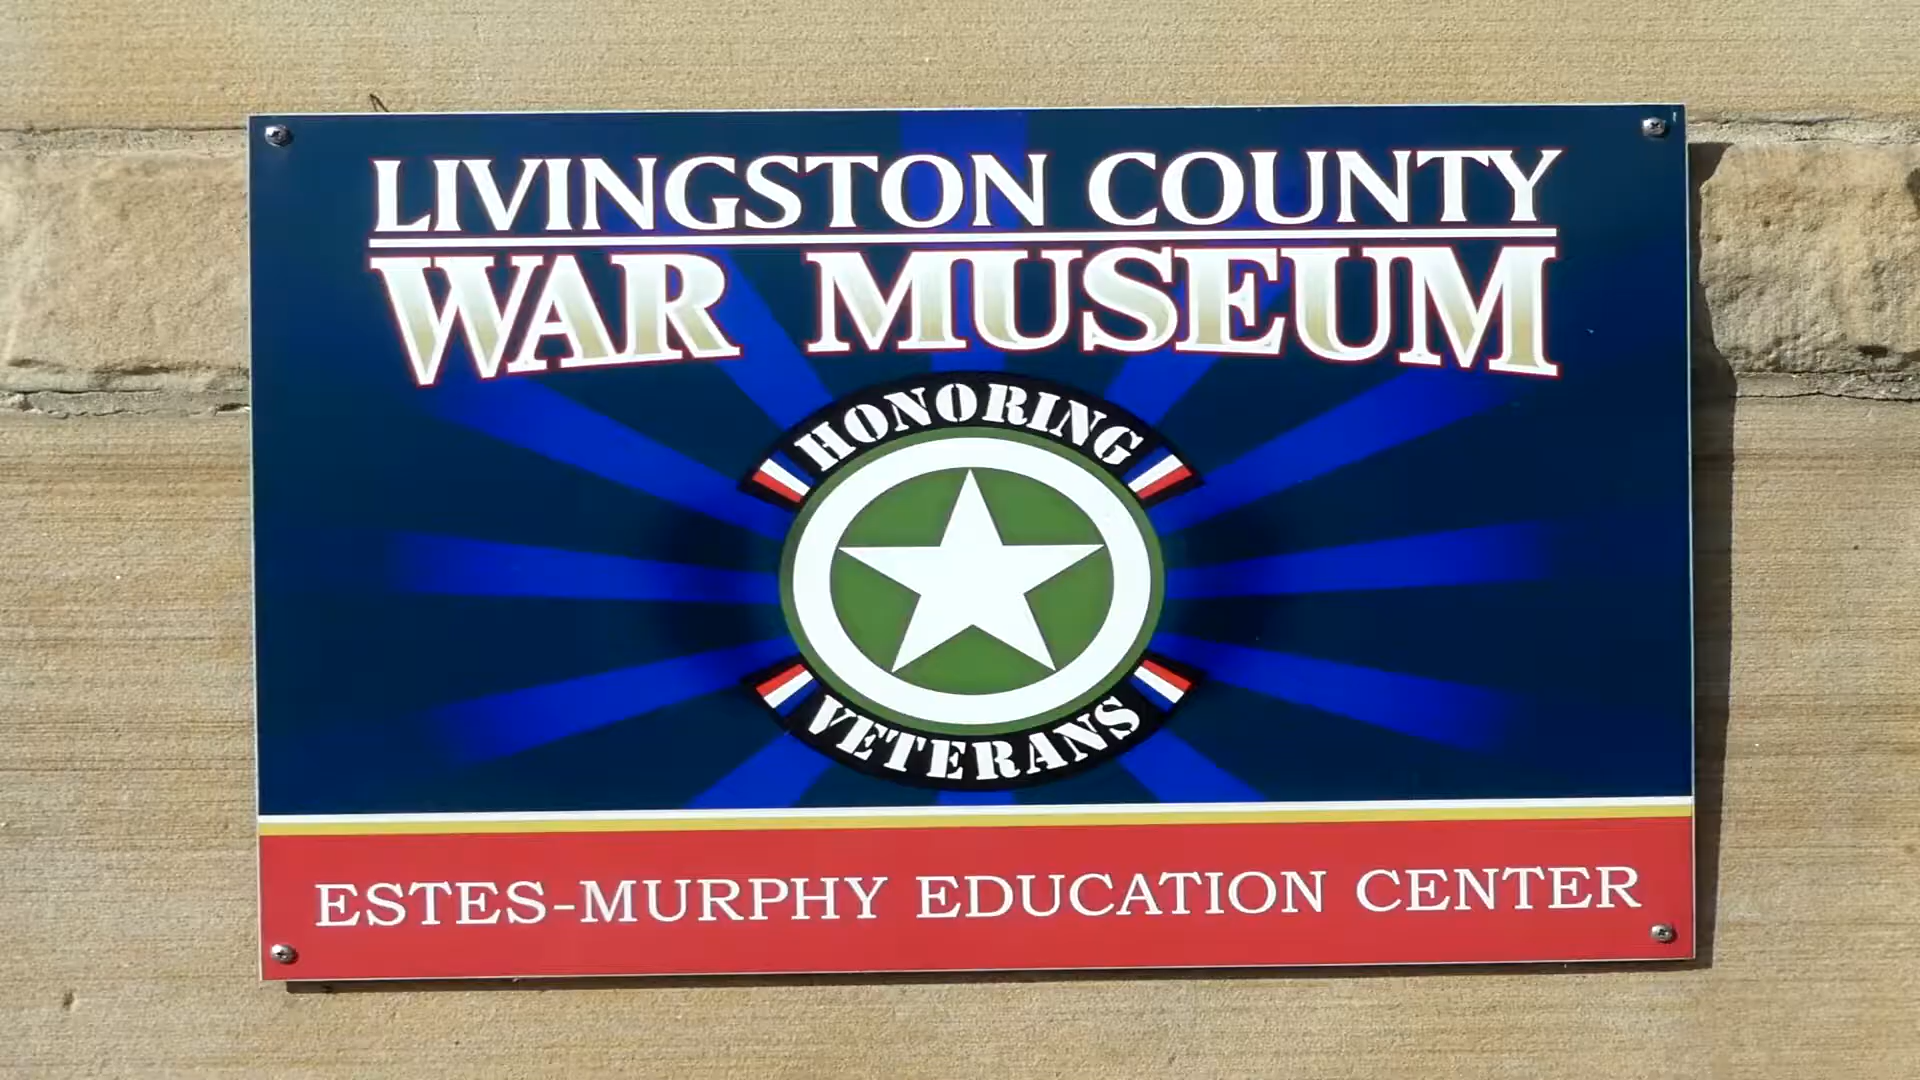 LIVINGSTON COUNTY
WAR MUSEUM
HONORING
VETERANS
ESTES-MURPHY EDUCATION CENTER